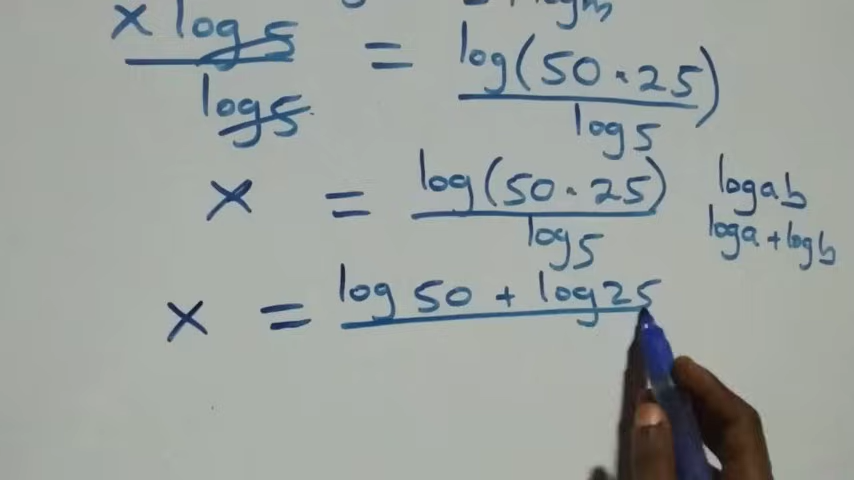 x log 5 / log 5 = log(50 · 25) / log 5
x = log(50 · 25) / log 5
log ab
log a + log b
x = log 50 + log 25